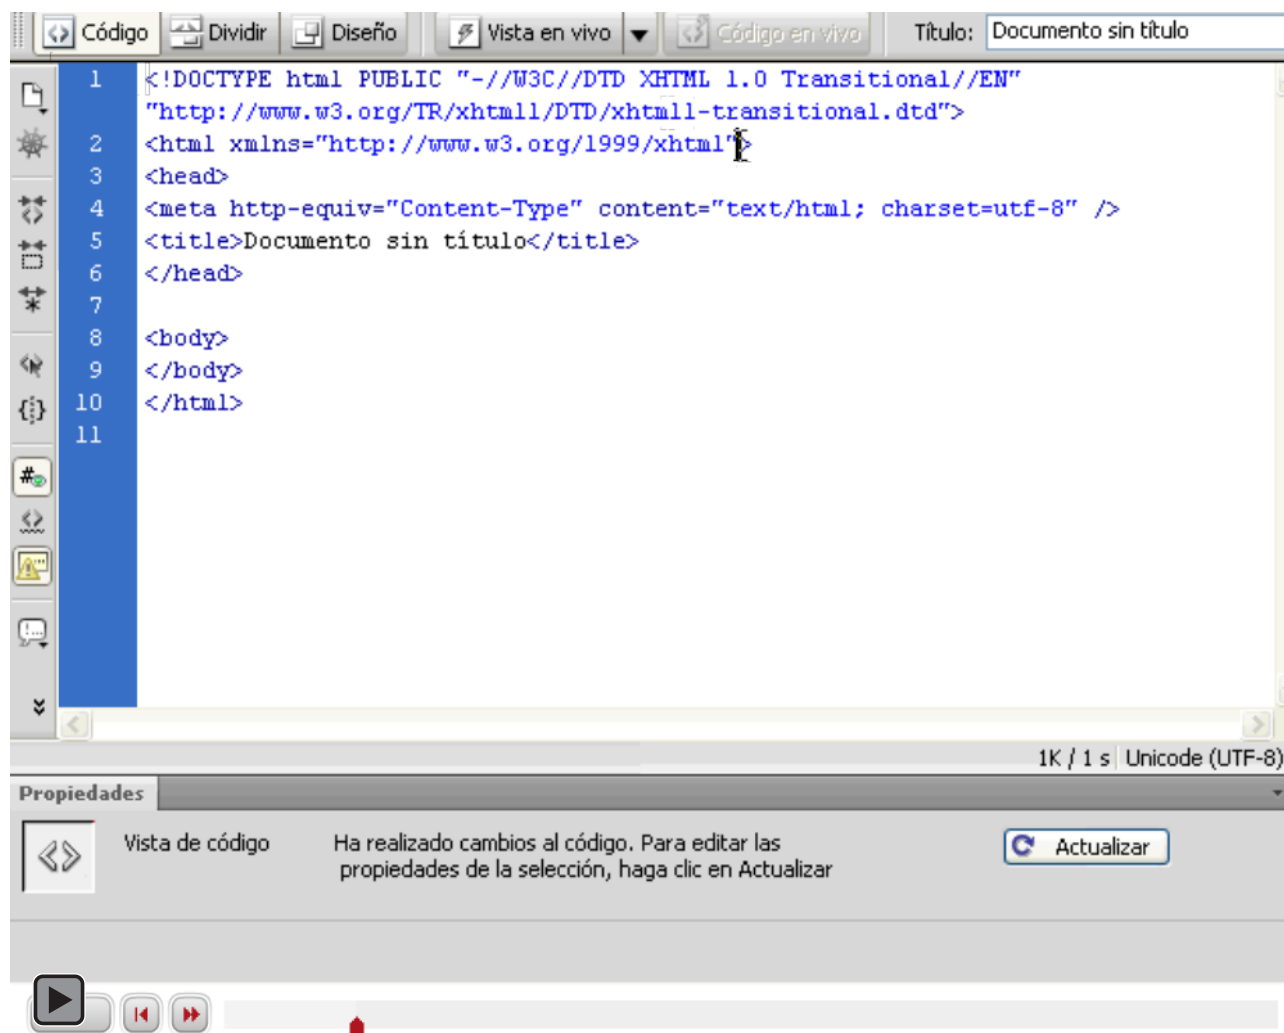 Código Dividir Diseño Vista en vivo Código en vivo Título: Documento sin título
1 <!DOCTYPE html PUBLIC "-//W3C//DTD XHTML 1.0 Transitional//EN"
"http://www.w3.org/TR/xhtml1/DTD/xhtml1-transitional.dtd">
2 <html xmlns="http://www.w3.org/1999/xhtml">
3 <head>
4 <meta http-equiv="Content-Type" content="text/html; charset=utf-8" />
5 <title>Documento sin título</title>
6 </head>
7
8 <body>
9 </body>
10 </html>
11
1K / 1 s Unicode (UTF-8)
Propiedades
Vista de código Ha realizado cambios al código. Para editar las Actualizar
propiedades de la selección, haga clic en Actualizar